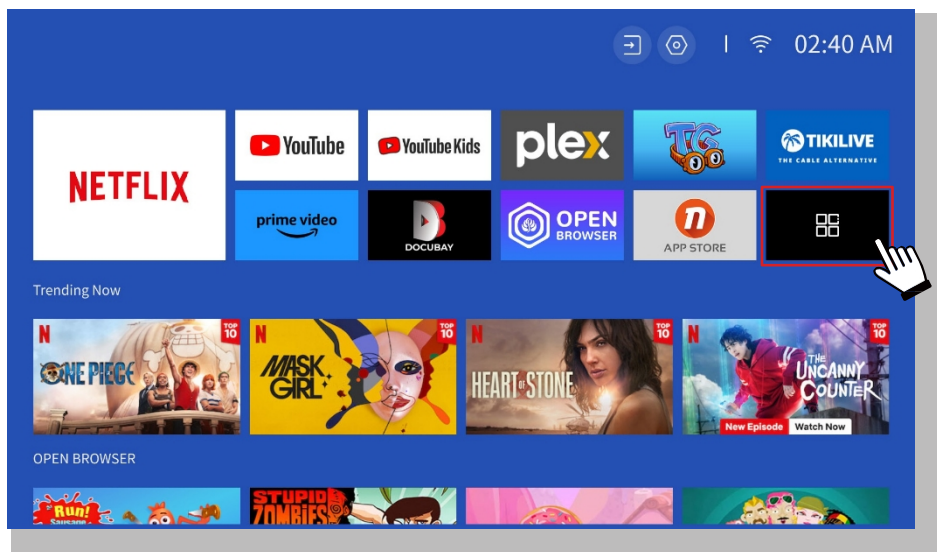 02:40 AM
NETFLIX
YouTube
YouTube Kids
plex
TG
TIKILIVE
THE CABLE ALTERNATIVE
prime video
DOCUBAY
OPEN
BROWSER
n
APP STORE
Trending Now
N
TOP
10
ONE PIECE
N
TOP
10
MASK
GIRL
N
TOP
10
HEART OF STONE
N
TOP
10
THE
UNCANNY
COUNTER
New Episode
Watch Now
OPEN BROWSER
Run!
Sausage
STUPID
ZOMBIES